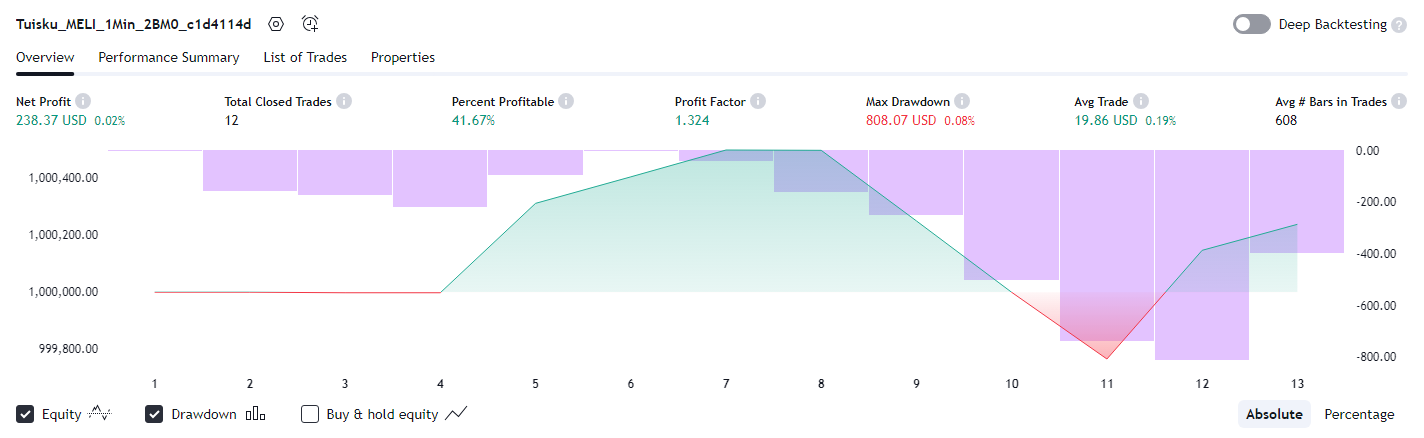 Tuisku_MELI_1Min_2BM0_c1d4114d
Deep Backtesting ?
Overview Performance Summary List of Trades Properties
Net Profit i Total Closed Trades i Percent Profitable i Profit Factor i Max Drawdown i Avg Trade i Avg # Bars in Trades i
238.37 USD 0.02% 12 41.67% 1.324 808.07 USD 0.08% 19.86 USD 0.19% 608
0.00
1,000,400.00
-200.00
1,000,200.00
-400.00
1,000,000.00
-600.00
999,800.00
-800.00
1 2 3 4 5 6 7 8 9 10 11 12 13
Equity Drawdown Buy & hold equity Absolute Percentage